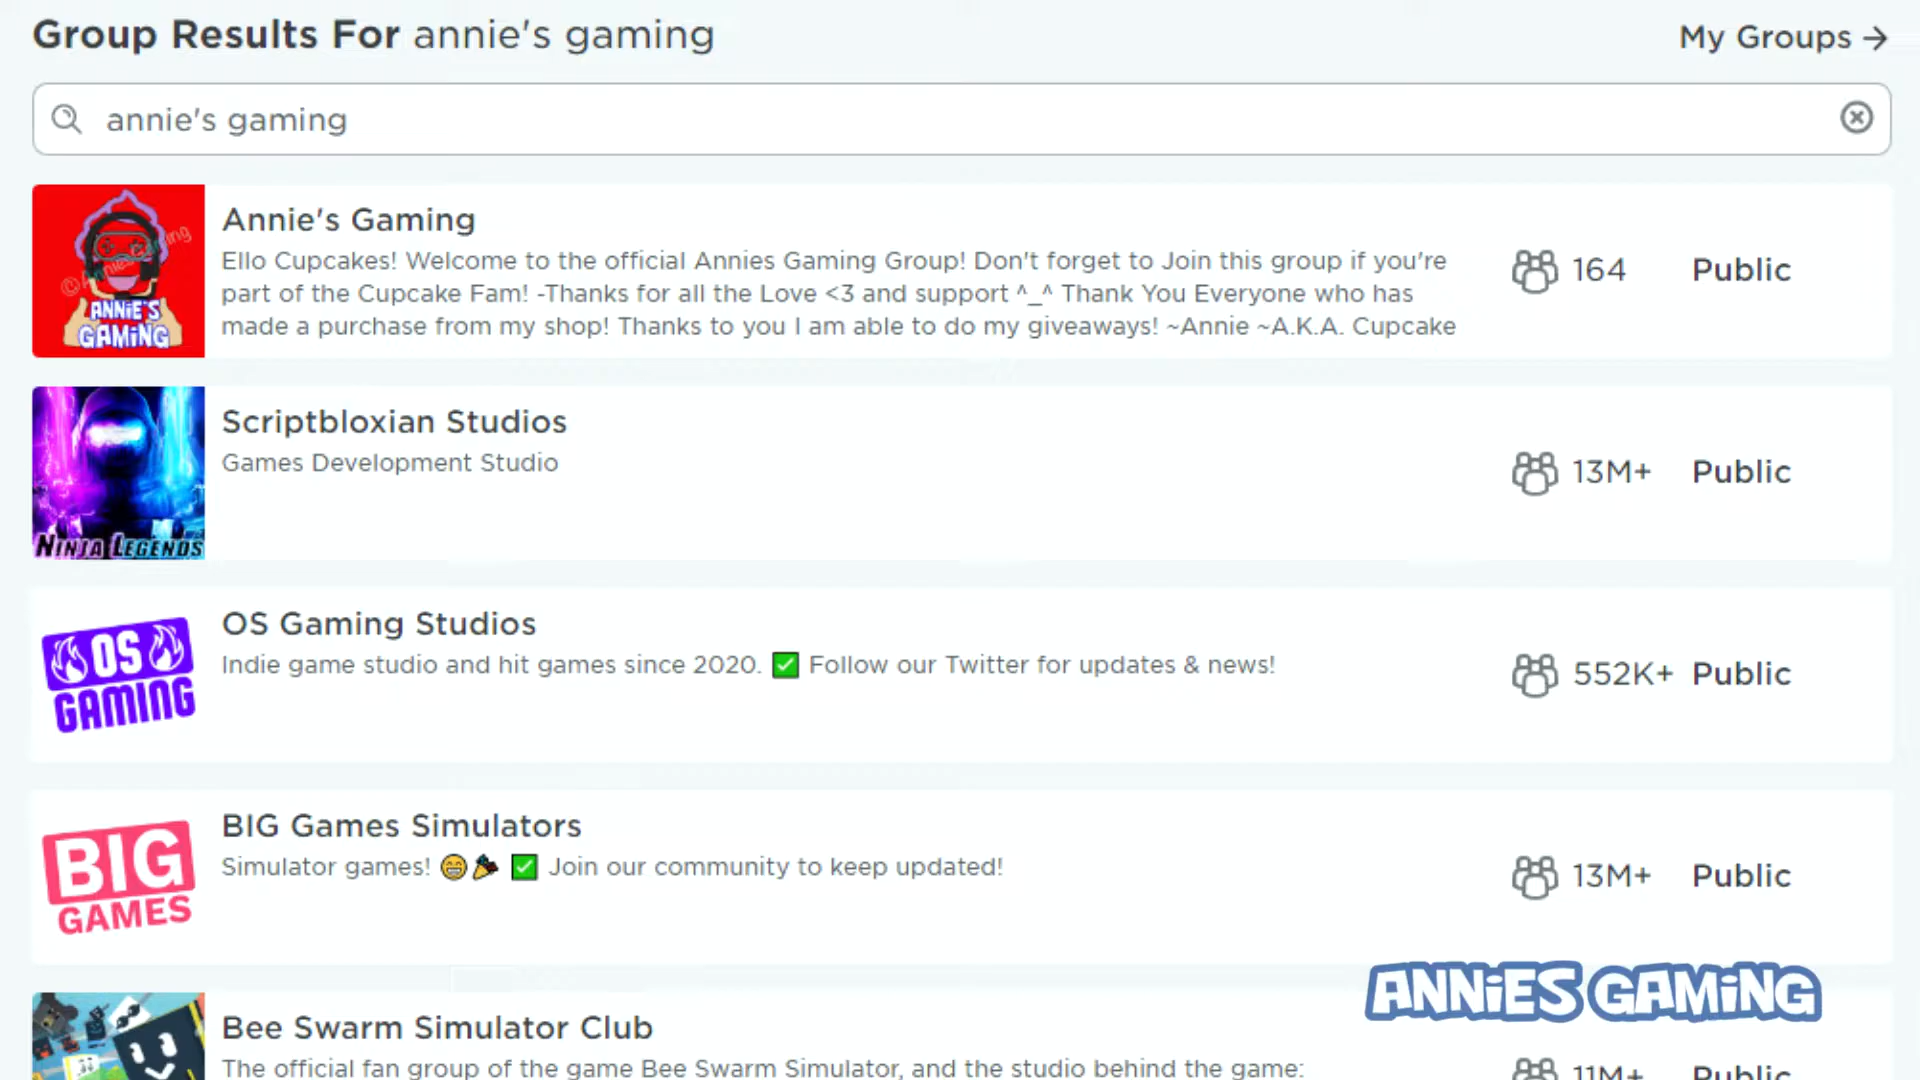 Group Results For annie's gaming
My Groups →
annie's gaming
Annie's Gaming
Ello Cupcakes! Welcome to the official Annies Gaming Group! Don't forget to Join this group if you're
part of the Cupcake Fam! -Thanks for all the Love <3 and support ^_^ Thank You Everyone who has
made a purchase from my shop! Thanks to you I am able to do my giveaways! ~Annie ~A.K.A. Cupcake
164
Public
©Annies Gaming
ANNiE'S
GAMiNG
Scriptbloxian Studios
Games Development Studio
13M+
Public
NINJA LEGENDS
OS Gaming Studios
Indie game studio and hit games since 2020. ✅ Follow our Twitter for updates & news!
552K+
Public
OS
GAMING
BIG Games Simulators
Simulator games! 😁🎉 ✅ Join our community to keep updated!
13M+
Public
BIG
GAMES
ANNiES GAMiNG
Bee Swarm Simulator Club
The official fan group of the game Bee Swarm Simulator, and the studio behind the game:
11M+
Public